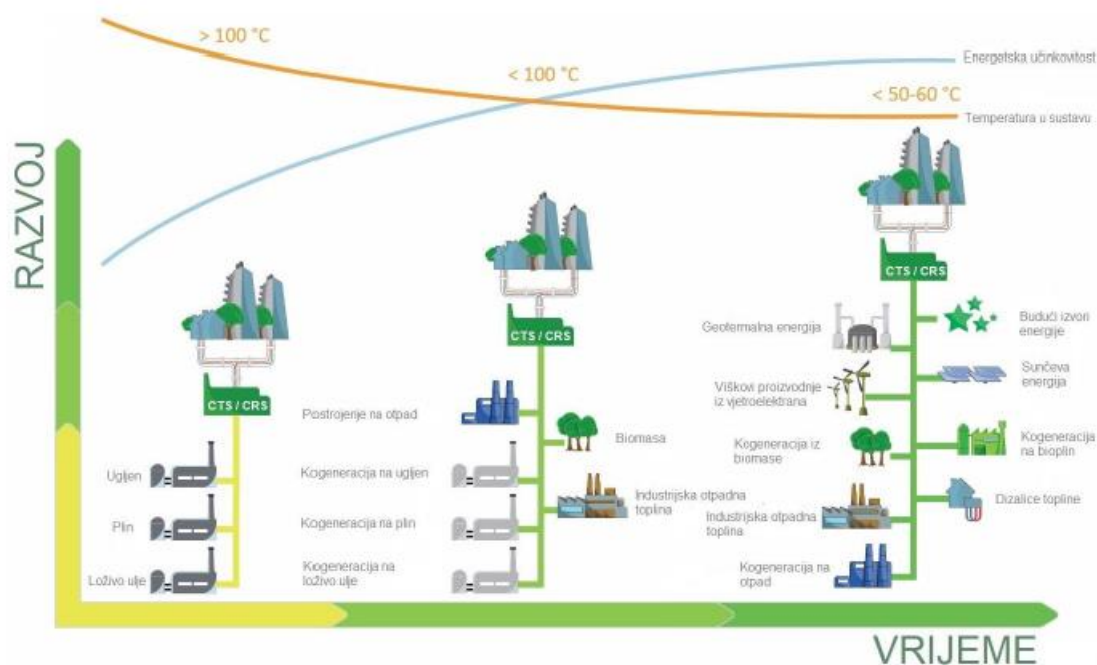 > 100 °C
< 100 °C
< 50-60 °C
Energetska učinkovitost
Temperatura u sustavu
RAZVOJ
CTS / CRS
Ugljen
Plin
Loživo ulje
CTS / CRS
Postrojenje na otpad
Kogeneracija na ugljen
Kogeneracija na plin
Kogeneracija na
loživo ulje
Biomasa
Industrijska otpadna
toplina
CTS / CRS
Geotermalna energija
Viškovi proizvodnje
iz vjetroelektrana
Kogeneracija iz
biomase
Industrijska otpadna
toplina
Kogeneracija na
otpad
Budući izvori
energije
Sunčeva
energija
Kogeneracija
na bioplin
Dizalice topline
VRIJEME